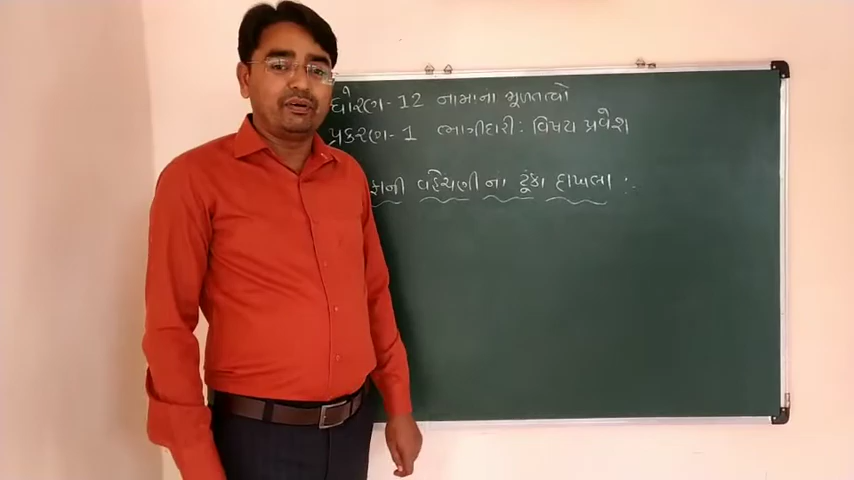 ધોરણ-12 નામાનાં મૂળતત્વો
પ્રકરણ-1 ભાગીદારી: વિષય પ્રવેશ
વહેંચણી નાં ટૂંકા દાખલા :-